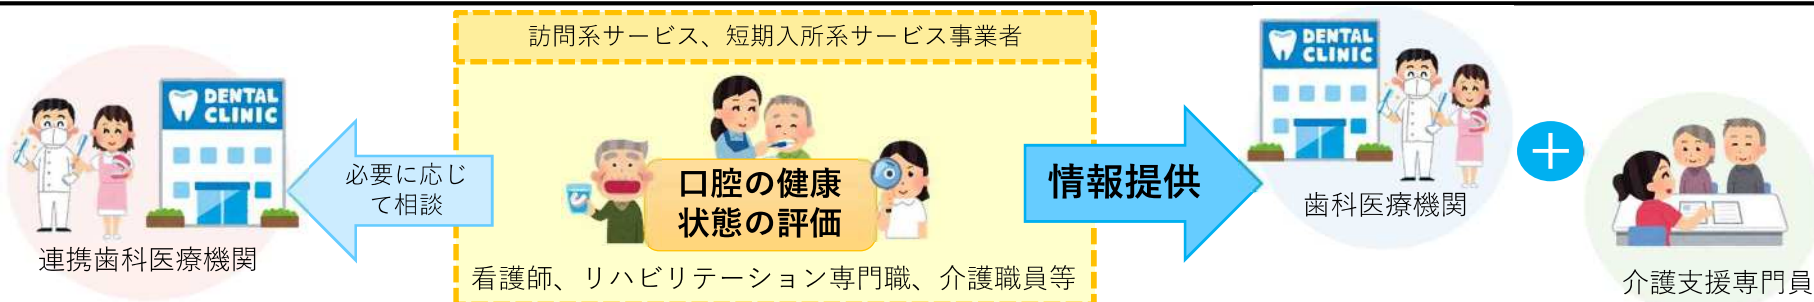 訪問系サービス、短期入所系サービス事業者
DENTAL
CLINIC
必要に応じ
て相談
連携歯科医療機関
口腔の健康
状態の評価
看護師、リハビリテーション専門職、介護職員等
情報提供
DENTAL
CLINIC
歯科医療機関
介護支援専門員